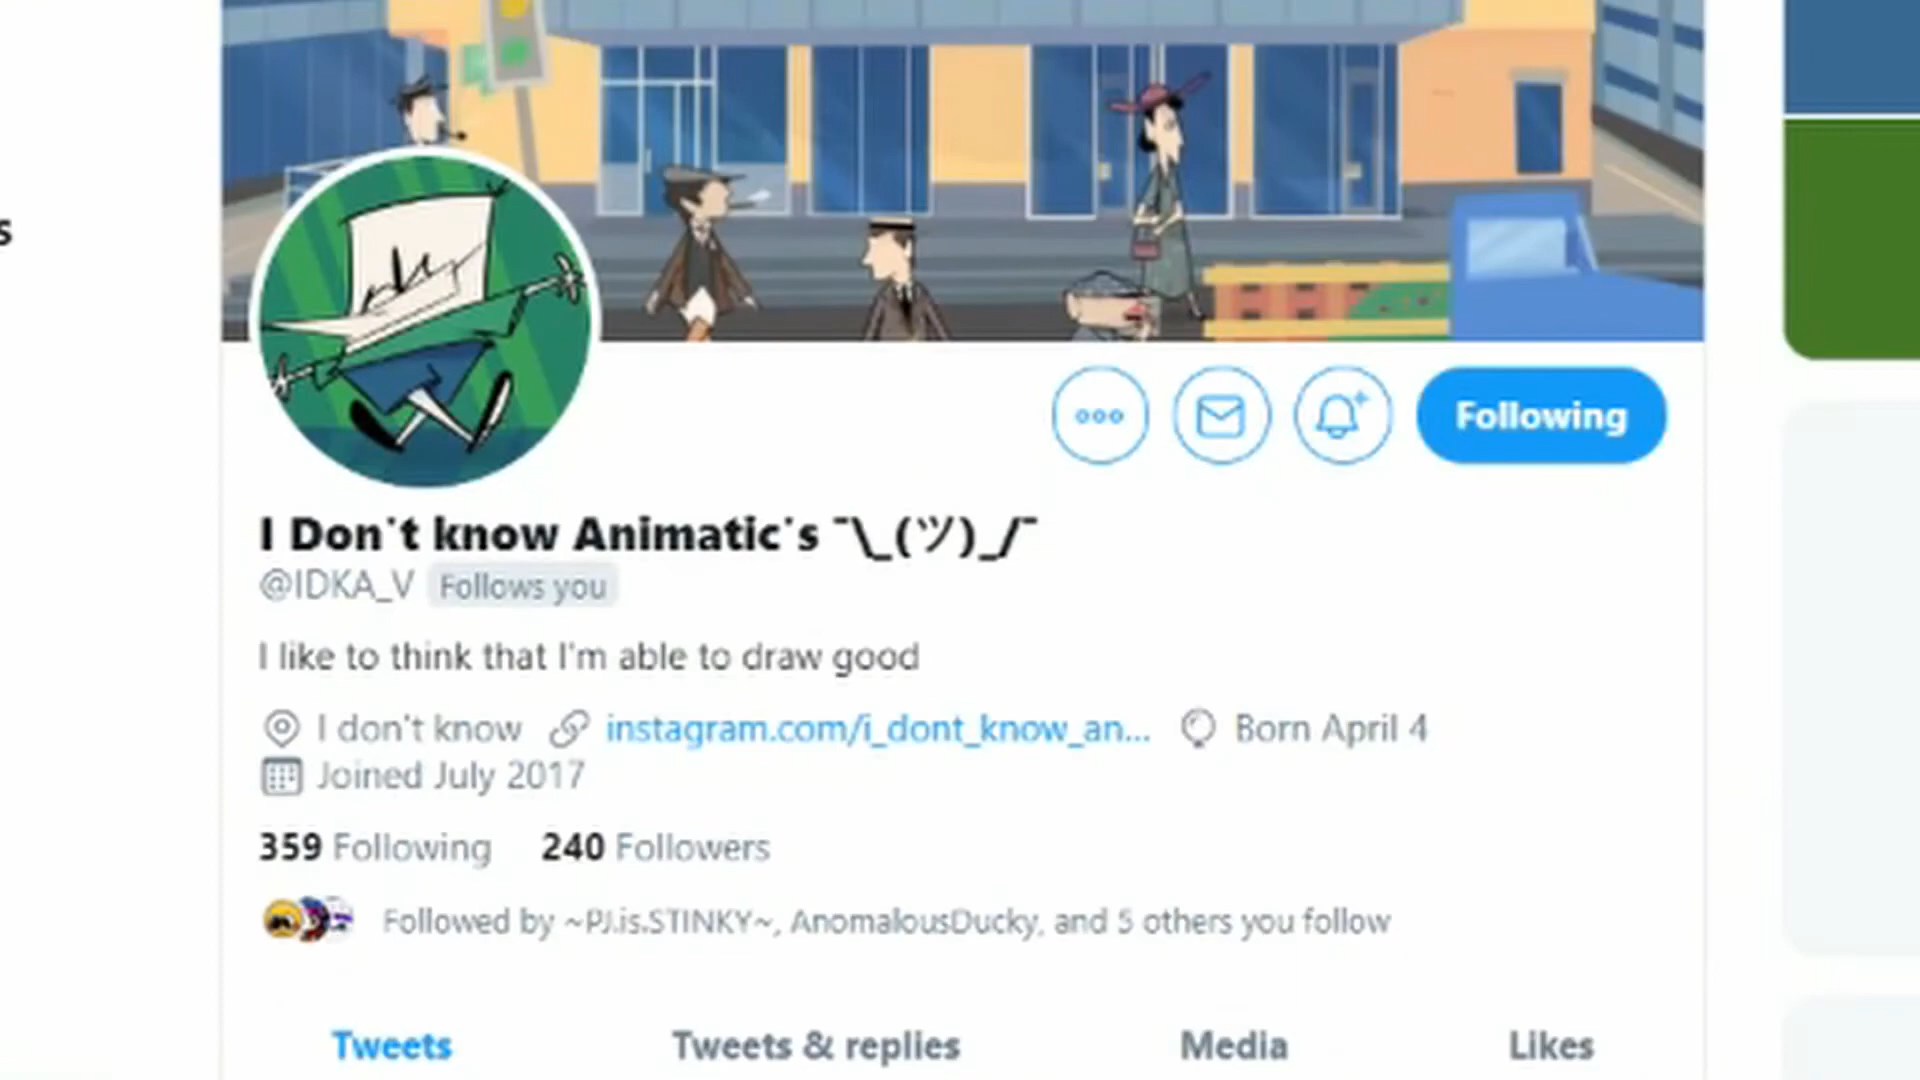 s
Following
I Don't know Animatic's ¯\_(ツ)_/¯
@IDKA_V Follows you
I like to think that I'm able to draw good
I don't know instagram.com/i_dont_know_an... Born April 4
Joined July 2017
359 Following 240 Followers
Followed by ~PJ.is.STINKY~, AnomalousDucky, and 5 others you follow
Tweets Tweets & replies Media Likes